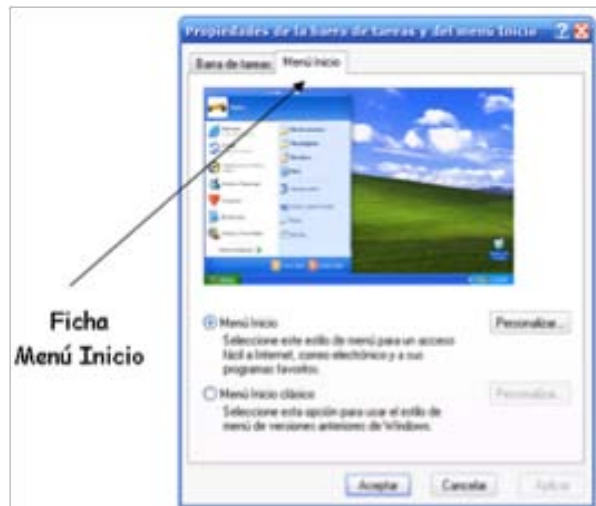 Propiedades de la barra de tareas y del menú Inicio
Barra de tareas
Menú Inicio
Ficha
Menú Inicio
Menú Inicio
Personalizar...
Seleccione este estilo de menú para un acceso
fácil a Internet, correo electrónico y a sus
programas favoritos.
Menú Inicio clásico
Personalizar...
Seleccione esta opción para usar el estilo de
menú de versiones anteriores de Windows.
Aceptar
Cancelar
Aplicar